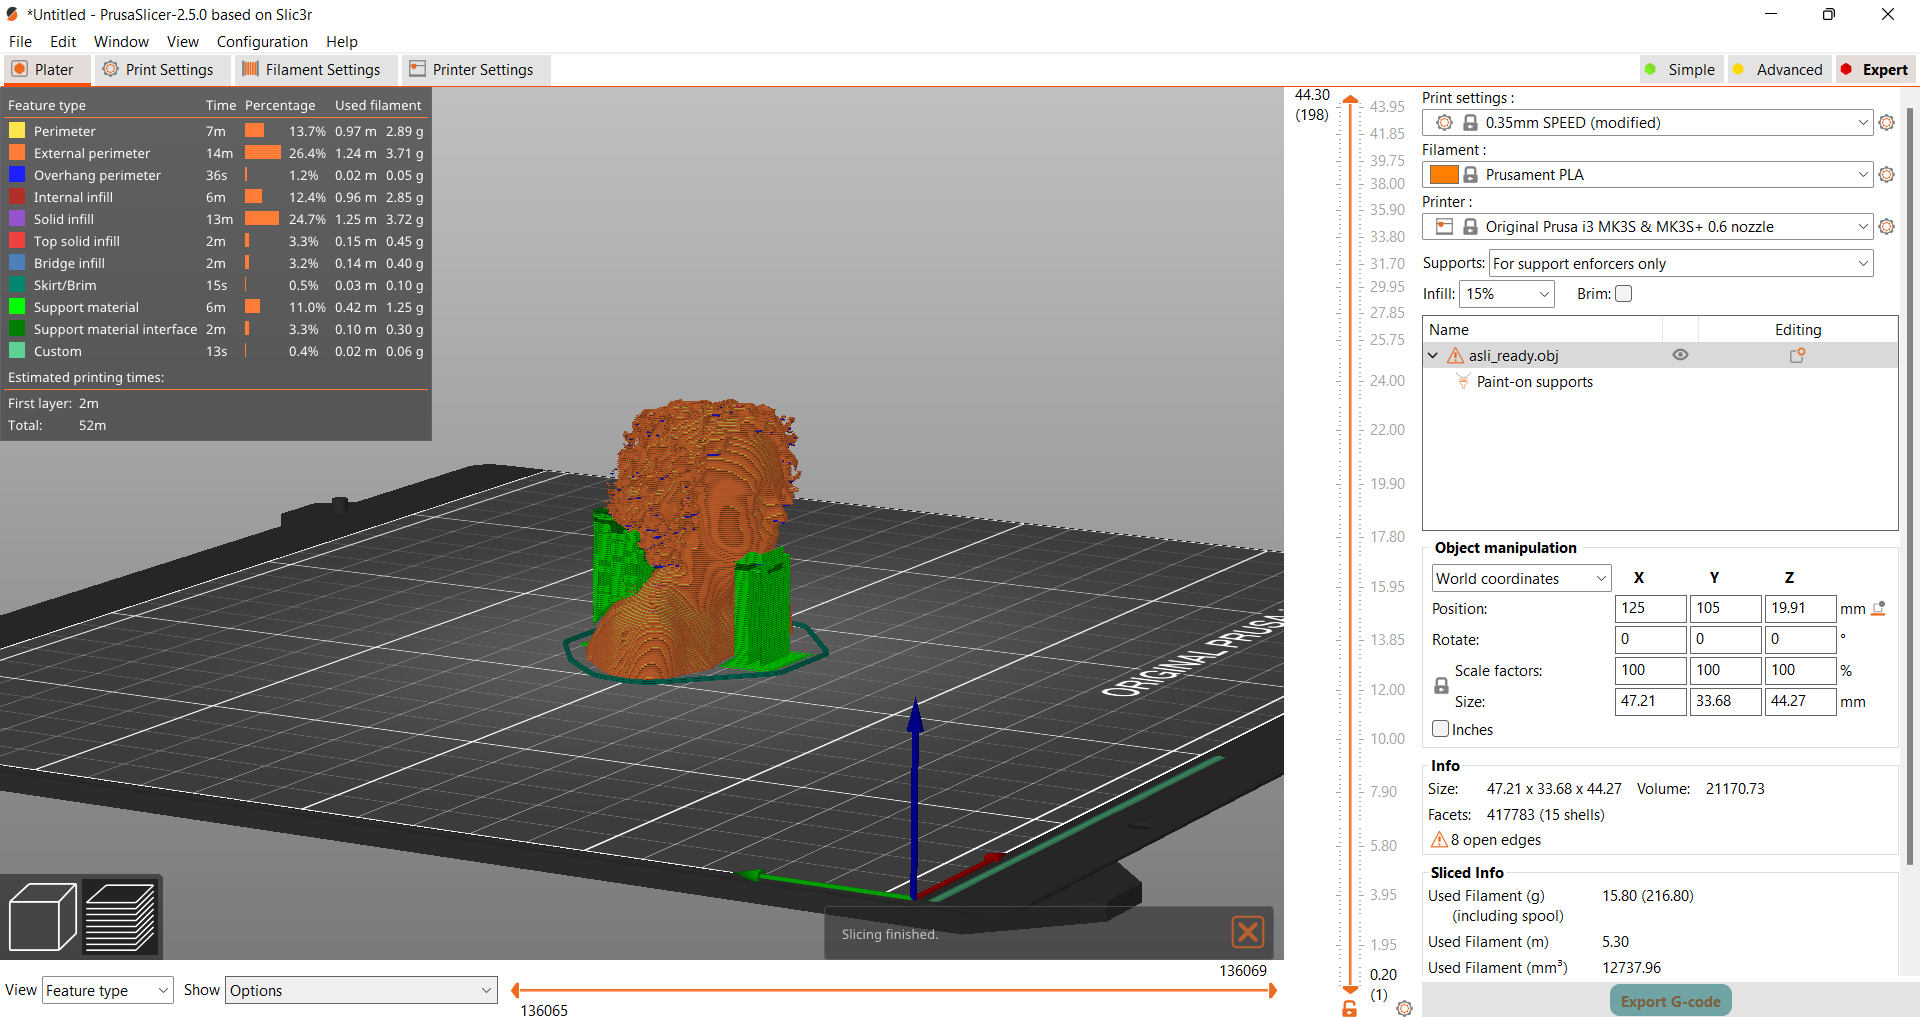 *Untitled - PrusaSlicer-2.5.0 based on Slic3r
File Edit Window View Configuration Help
Plater Print Settings Filament Settings Printer Settings Simple Advanced Expert
Feature type Time Percentage Used filament
Perimeter 7m 13.7% 0.97 m 2.89 g
External perimeter 14m 26.4% 1.24 m 3.71 g
Overhang perimeter 36s 1.2% 0.02 m 0.05 g
Internal infill 6m 12.4% 0.96 m 2.85 g
Solid infill 13m 24.7% 1.25 m 3.72 g
Top solid infill 2m 3.3% 0.15 m 0.45 g
Bridge infill 2m 3.2% 0.14 m 0.40 g
Skirt/Brim 15s 0.5% 0.03 m 0.10 g
Support material 6m 11.0% 0.42 m 1.25 g
Support material interface 2m 3.3% 0.10 m 0.30 g
Custom 13s 0.4% 0.02 m 0.06 g
Estimated printing times:
First layer: 2m
Total: 52m
ORIGINAL PRUSA
Slicing finished.
View Feature type Show Options
136069
136065
44.30
(198)
43.95
41.85
39.75
38.00
35.90
33.80
31.70
29.95
27.85
25.75
24.00
22.00
19.90
17.80
15.95
13.85
12.00
10.00
7.90
5.80
3.95
1.95
0.20
(1)
Print settings :
0.35mm SPEED (modified)
Filament :
Prusament PLA
Printer :
Original Prusa i3 MK3S & MK3S+ 0.6 nozzle
Supports: For support enforcers only
Infill: 15% Brim:
Name Editing
asli_ready.obj
Paint-on supports
Object manipulation
World coordinates X Y Z
Position: 125 105 19.91 mm
Rotate: 0 0 0 °
Scale factors: 100 100 100 %
Size: 47.21 33.68 44.27 mm
Inches
Info
Size: 47.21 x 33.68 x 44.27 Volume: 21170.73
Facets: 417783 (15 shells)
8 open edges
Sliced Info
Used Filament (g) 15.80 (216.80)
(including spool)
Used Filament (m) 5.30
Used Filament (mm³) 12737.96
Export G-code